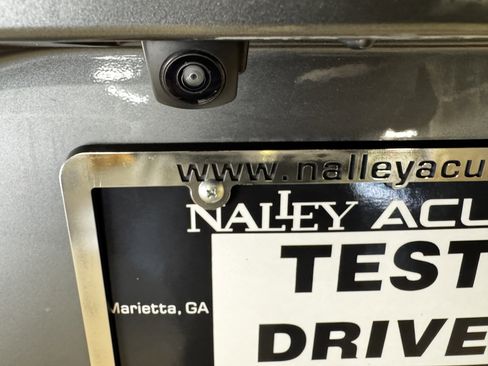 www.nalleyacu
NALLEY ACU
TEST
Marietta, GA
DRIVE